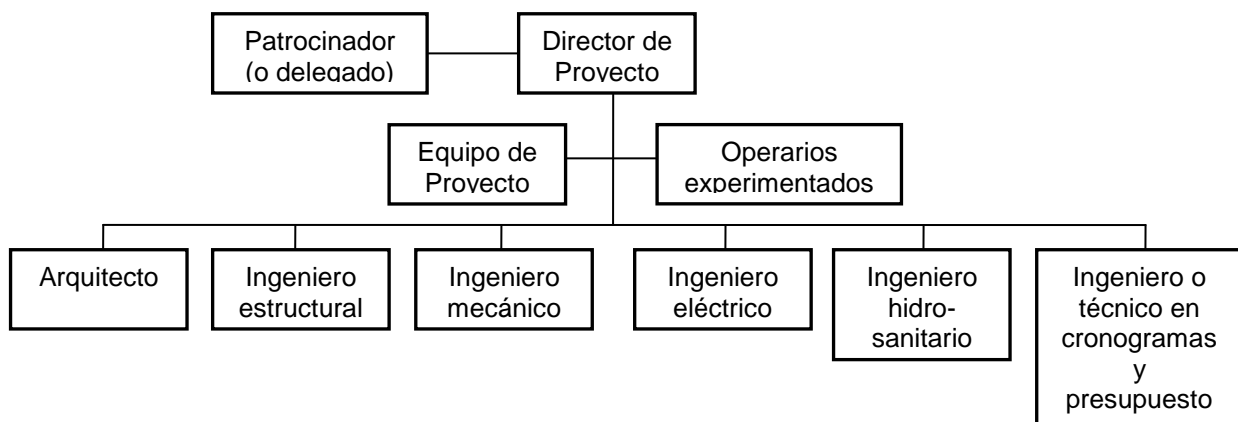 Patrocinador
(o delegado)
Director de
Proyecto
Equipo de
Proyecto
Operarios
experimentados
Arquitecto
Ingeniero
estructural
Ingeniero
mecánico
Ingeniero
eléctrico
Ingeniero
hidro-
sanitario
Ingeniero o
técnico en
cronogramas
y
presupuesto